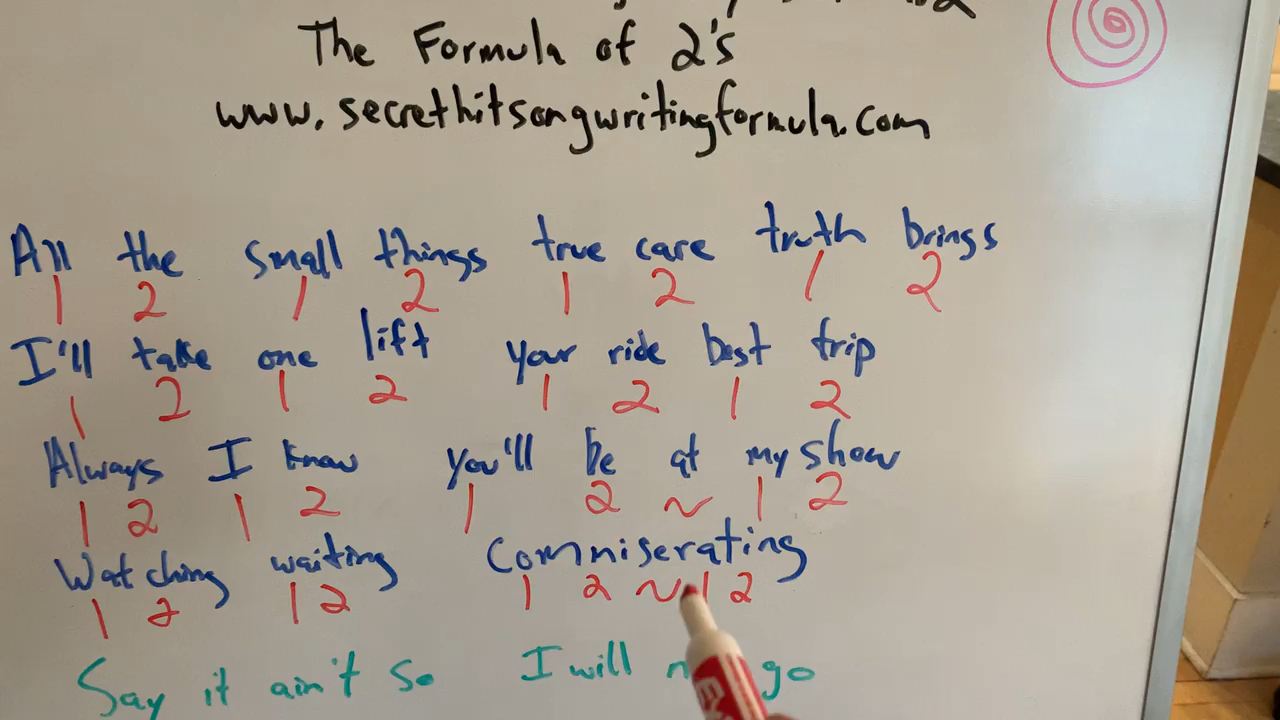 The Formula of 2's
www.secrethitsongwritingformula.com
All the small things true care truth brings
1 2 1 2 1 2 1 2
I'll take one lift your ride best trip
1 2 1 2 1 2 1 2
Always I know you'll be at my show
1 2 1 2 1 2 ~ 1 2
Watching waiting Commiserating
1 2 1 2 1 2 ~ 1 2
Say it ain't so I will go